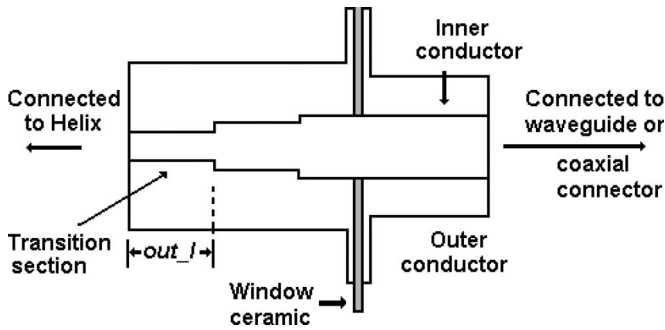 Inner
conductor
Connected
to Helix
Connected to
waveguide or
coaxial
connector
Transition
section
out_l
Outer
conductor
Window
ceramic